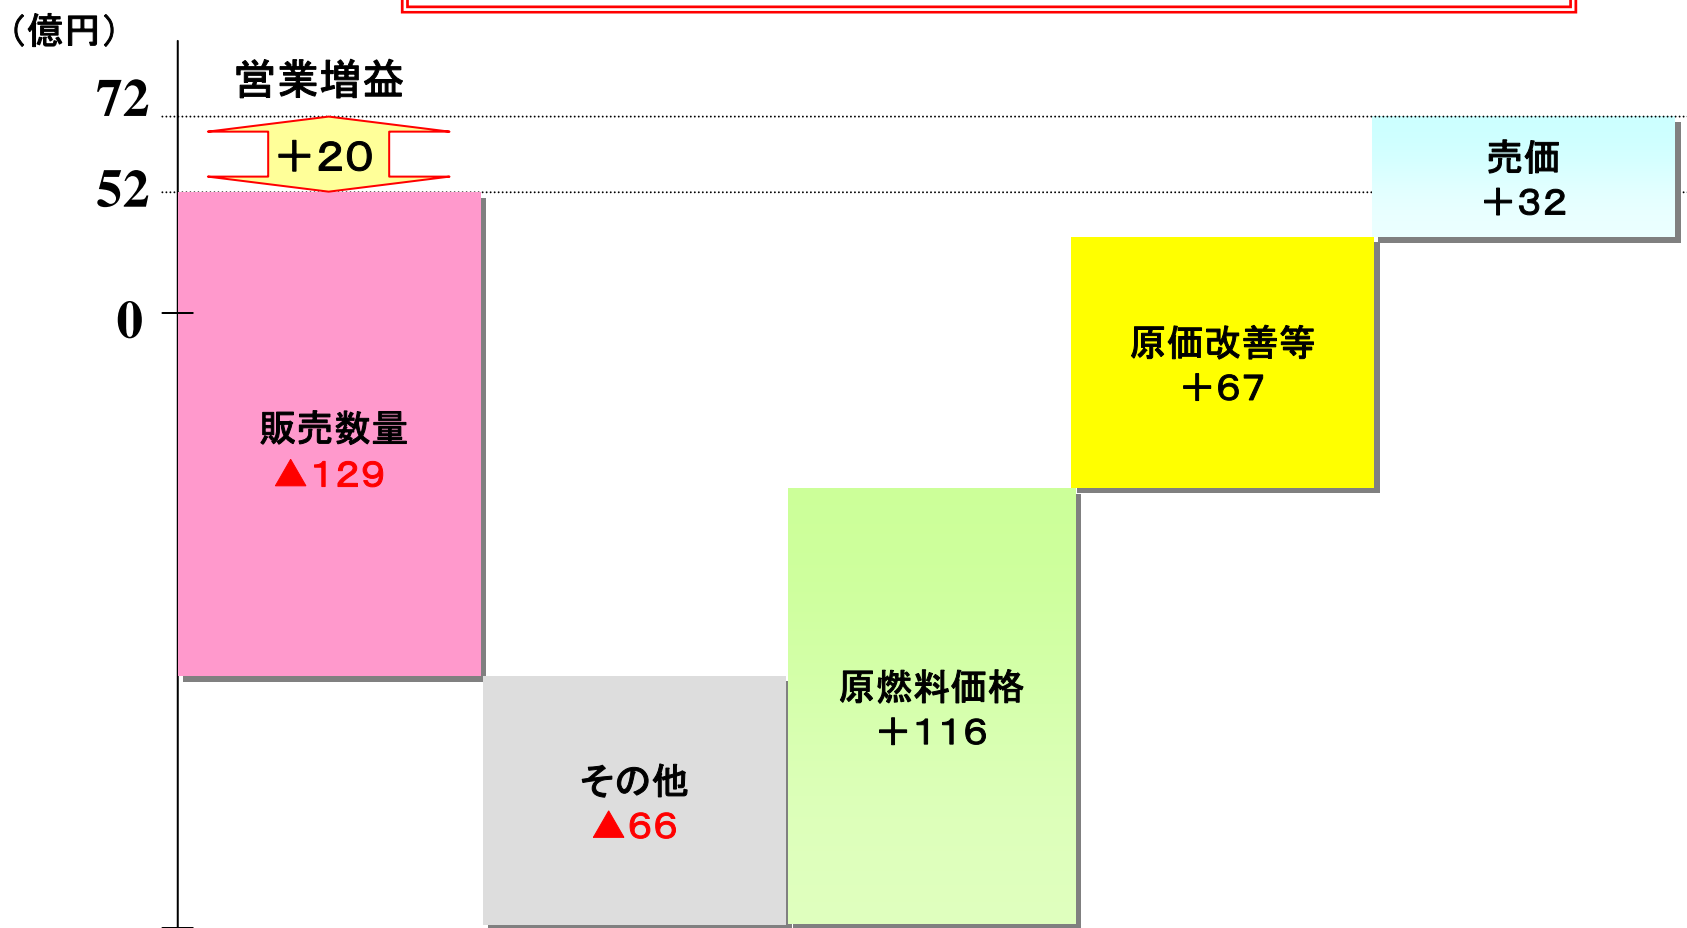 （億円）
72
営業増益
＋20
52
0
売価
＋32
原価改善等
＋67
販売数量
▲129
原燃料価格
＋116
その他
▲66